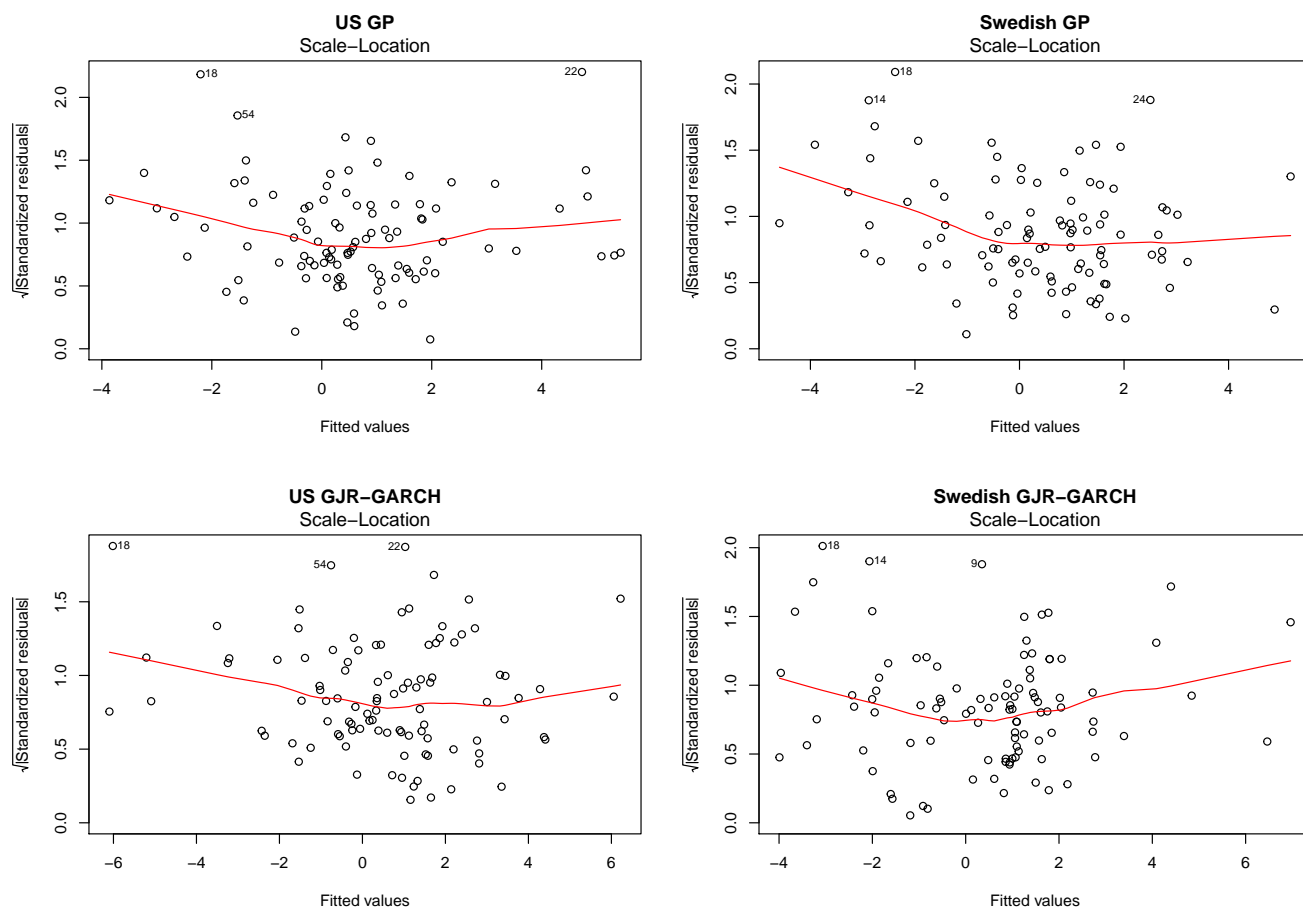 US GP
Scale−Location
0.0 0.5 1.0 1.5 2.0
√|Standardized residuals|
18
22
54
−4 −2 0 2 4
Fitted values
Swedish GP
Scale−Location
0.0 0.5 1.0 1.5 2.0
√|Standardized residuals|
18
14
24
−4 −2 0 2 4
Fitted values
US GJR−GARCH
Scale−Location
0.0 0.5 1.0 1.5
√|Standardized residuals|
18
22
54
−6 −4 −2 0 2 4 6
Fitted values
Swedish GJR−GARCH
Scale−Location
0.0 0.5 1.0 1.5 2.0
√|Standardized residuals|
18
14
9
−4 −2 0 2 4 6
Fitted values